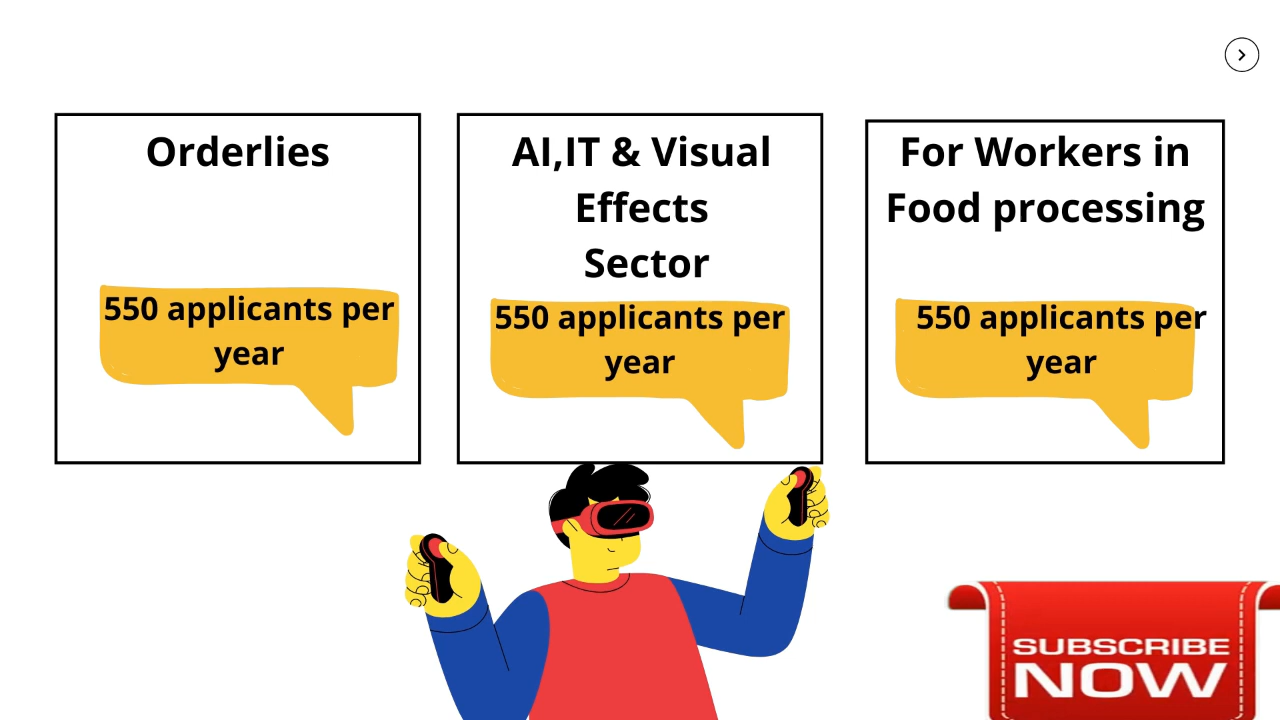 Orderlies
550 applicants per
year
AI,IT & Visual
Effects
Sector
550 applicants per
year
For Workers in
Food processing
550 applicants per
year
SUBSCRIBE
NOW